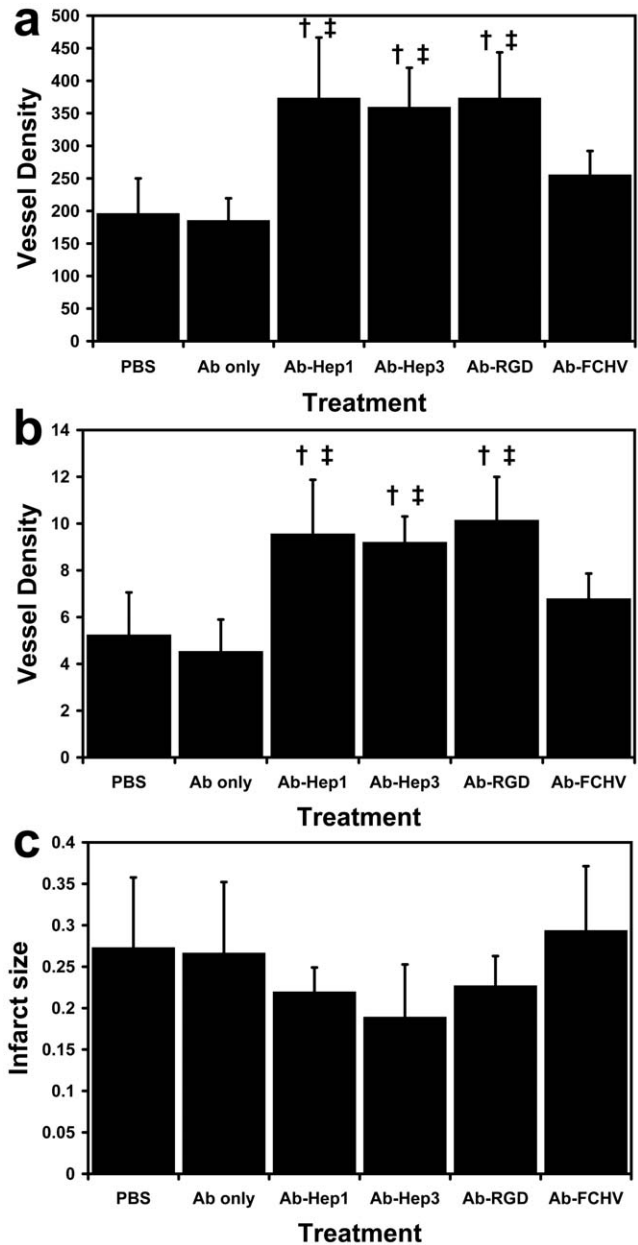 a
500
450
400
350
300
250
200
150
100
50
0
Vessel Density
† ‡
† ‡
† ‡
PBS Ab only Ab-Hep1 Ab-Hep3 Ab-RGD Ab-FCHV
Treatment
b
14
12
10
8
6
4
2
0
Vessel Density
† ‡
† ‡
† ‡
PBS Ab only Ab-Hep1 Ab-Hep3 Ab-RGD Ab-FCHV
Treatment
c
0.4
0.35
0.3
0.25
0.2
0.15
0.1
0.05
0
Infarct size
PBS Ab only Ab-Hep1 Ab-Hep3 Ab-RGD Ab-FCHV
Treatment